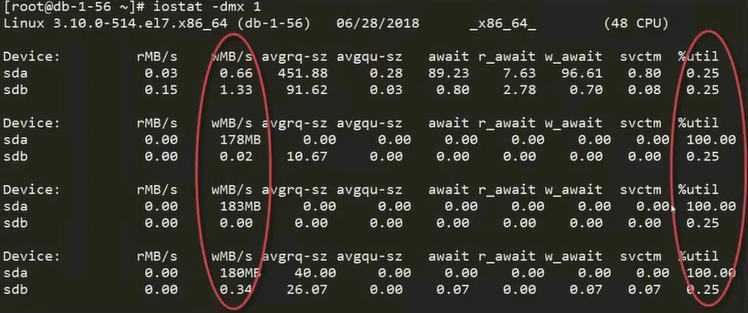 [root@db-1-56 ~]# iostat -dmx 1
Linux 3.10.0-514.el7.x86_64 (db-1-56) 06/28/2018 _x86_64_ (48 CPU)
Device: rMB/s wMB/s avgrq-sz avgqu-sz await r_await w_await svctm %util
sda 0.03 0.66 451.88 0.28 89.23 7.63 96.61 0.80 0.25
sdb 0.15 1.33 91.62 0.03 0.80 2.78 0.70 0.08 0.25
Device: rMB/s wMB/s avgrq-sz avgqu-sz await r_await w_await svctm %util
sda 0.00 178MB 0.00 0.00 0.00 0.00 0.00 0.00 100.00
sdb 0.00 0.02 10.67 0.00 0.00 0.00 0.00 0.00 0.25
Device: rMB/s wMB/s avgrq-sz avgqu-sz await r_await w_await svctm %util
sda 0.00 183MB 0.00 0.00 0.00 0.00 0.00 0.00 100.00
sdb 0.00 0.00 0.00 0.00 0.00 0.00 0.00 0.00 0.25
Device: rMB/s wMB/s avgrq-sz avgqu-sz await r_await w_await svctm %util
sda 0.00 180MB 40.00 0.00 0.00 0.00 0.00 0.00 100.00
sdb 0.00 0.34 26.07 0.00 0.07 0.00 0.07 0.07 0.25